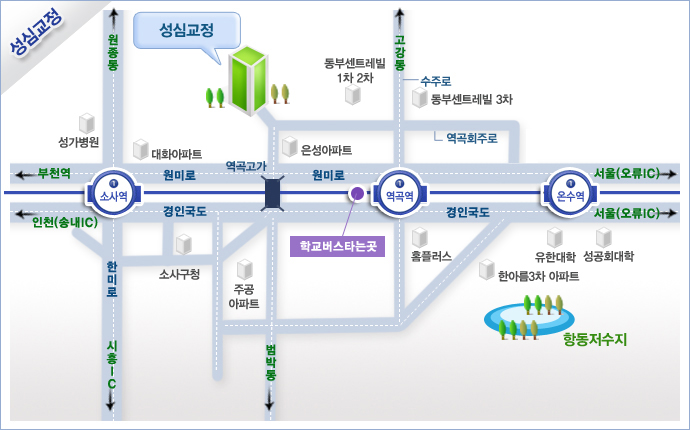 성심교정
원종동
성심교정
고강동
동부센트레빌
1차 2차
수주로
동부센트레빌 3차
성가병원
대화아파트
역곡고가
은성아파트
역곡회주로
부천역
원미로
원미로
서울(오류IC)
1
소사역
1
역곡역
1
온수역
인천(송내IC)
경인국도
경인국도
서울(오류IC)
학교버스타는곳
한미로
소사구청
주공
아파트
홈플러스
유한대학
성공회대학
한아름3차 아파트
시흥IC
범박동
항동저수지